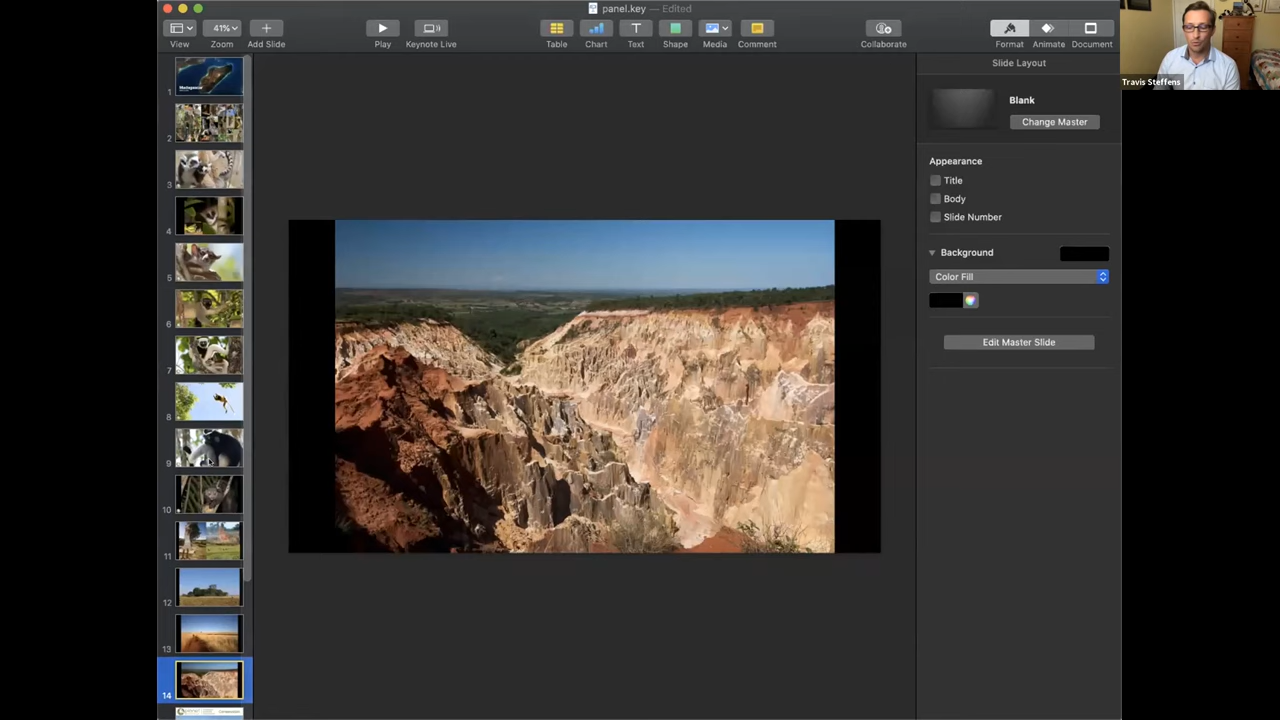 panel.key — Edited
41%
View
Zoom
Add Slide
Play
Keynote Live
Table
Chart
Text
Shape
Media
Comment
Collaborate
Format
Animate
Document
Travis Steffens
Slide Layout
Blank
Change Master
Appearance
Title
Body
Slide Number
Background
Color Fill
Edit Master Slide
Madagascar
1
2
3
4
5
6
7
8
9
10
11
12
13
14